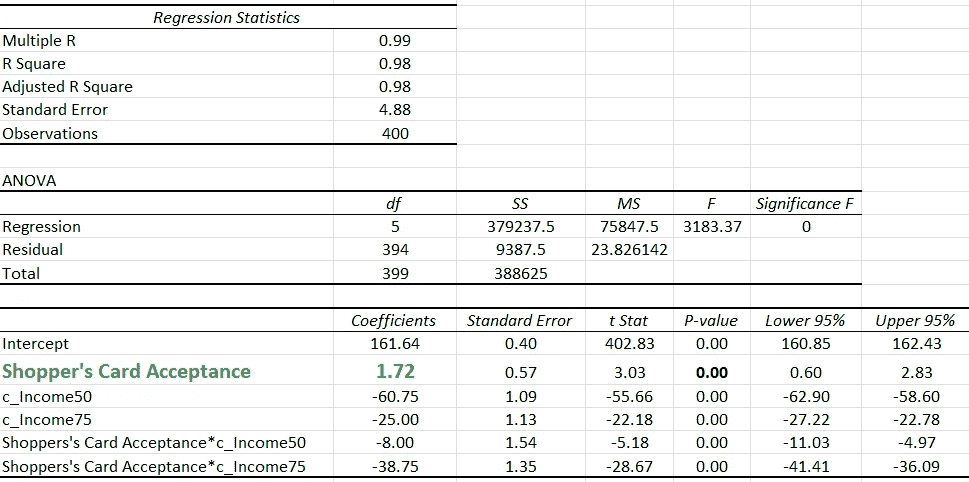 Regression Statistics
Multiple R 0.99
R Square 0.98
Adjusted R Square 0.98
Standard Error 4.88
Observations 400
ANOVA
df SS MS F Significance F
Regression 5 379237.5 75847.5 3183.37 0
Residual 394 9387.5 23.826142
Total 399 388625
Coefficients Standard Error t Stat P-value Lower 95% Upper 95%
Intercept 161.64 0.40 402.83 0.00 160.85 162.43
Shopper's Card Acceptance 1.72 0.57 3.03 0.00 0.60 2.83
c_Income50 -60.75 1.09 -55.66 0.00 -62.90 -58.60
c_Income75 -25.00 1.13 -22.18 0.00 -27.22 -22.78
Shoppers's Card Acceptance*c_Income50 -8.00 1.54 -5.18 0.00 -11.03 -4.97
Shoppers's Card Acceptance*c_Income75 -38.75 1.35 -28.67 0.00 -41.41 -36.09